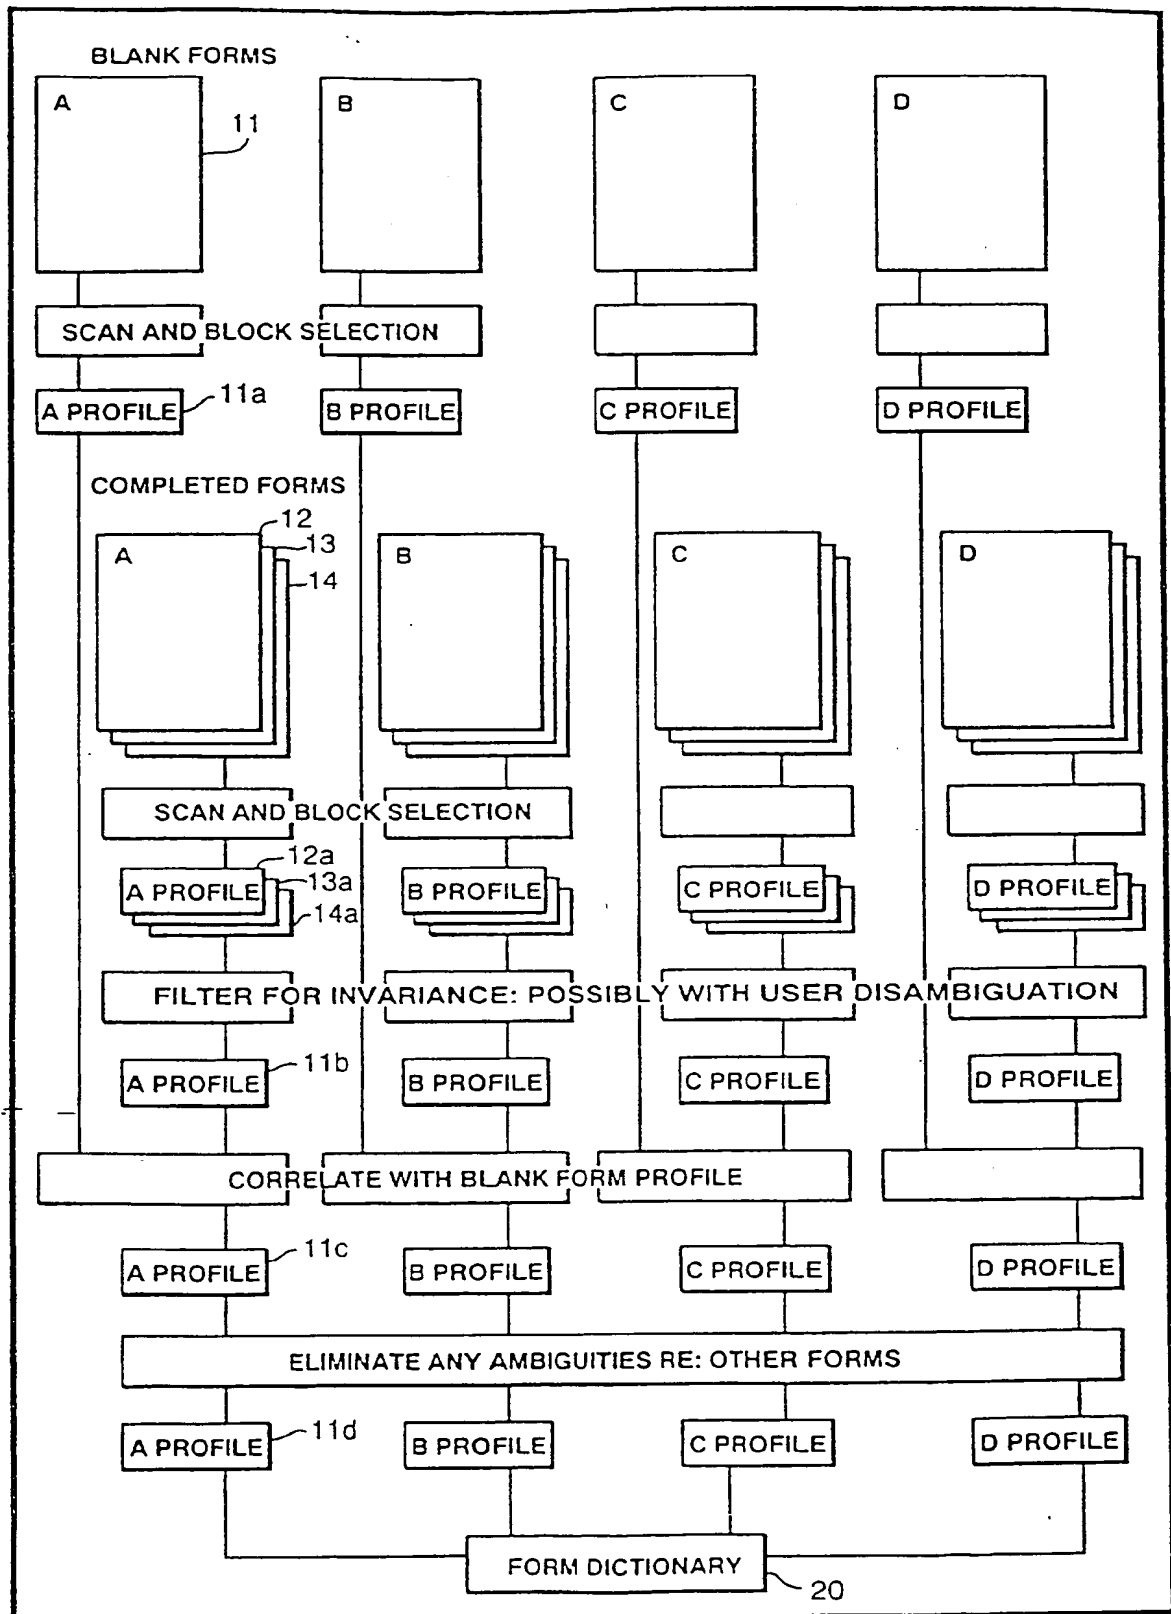 BLANK FORMS
A B C D
11
SCAN AND BLOCK SELECTION
A PROFILE 11a B PROFILE C PROFILE D PROFILE
COMPLETED FORMS
12
A 13 B C D
14
SCAN AND BLOCK SELECTION
12a
A PROFILE 13a B PROFILE C PROFILE D PROFILE
14a
FILTER FOR INVARIANCE: POSSIBLY WITH USER DISAMBIGUATION
A PROFILE 11b B PROFILE C PROFILE D PROFILE
CORRELATE WITH BLANK FORM PROFILE
A PROFILE 11c B PROFILE C PROFILE D PROFILE
ELIMINATE ANY AMBIGUITIES RE: OTHER FORMS
A PROFILE 11d B PROFILE C PROFILE D PROFILE
FORM DICTIONARY
20